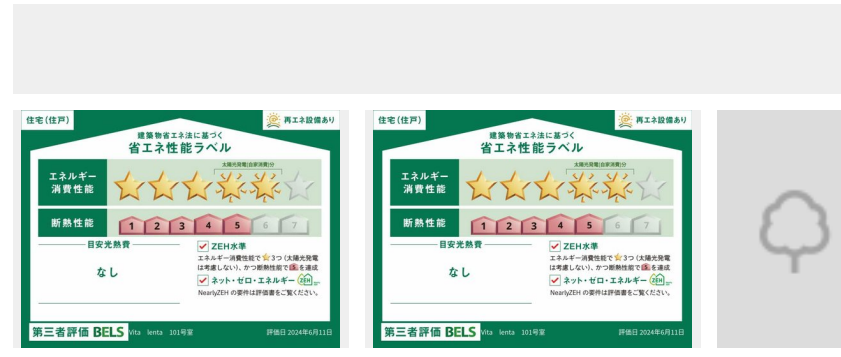 住宅(住戸)
再エネ設備あり
建築物省エネ法に基づく
省エネ性能ラベル
太陽光発電(自家消費)分
エネルギー
消費性能
断熱性能
1 2 3 4 5 6 7
目安光熱費
なし
ZEH水準
エネルギー消費性能で★3つ（太陽光発電
は考慮しない）、かつ断熱性能で5を達成
ネット・ゼロ・エネルギー ZEH
NearlyZEH の要件は評価書をご覧ください。
第三者評価 BELS Vita lenta 101号室 評価日 2024年6月11日
住宅(住戸)
再エネ設備あり
建築物省エネ法に基づく
省エネ性能ラベル
太陽光発電(自家消費)分
エネルギー
消費性能
断熱性能
1 2 3 4 5 6 7
目安光熱費
なし
ZEH水準
エネルギー消費性能で★3つ（太陽光発電
は考慮しない）、かつ断熱性能で5を達成
ネット・ゼロ・エネルギー ZEH
NearlyZEH の要件は評価書をご覧ください。
第三者評価 BELS Vita lenta 101号室 評価日 2024年6月11日